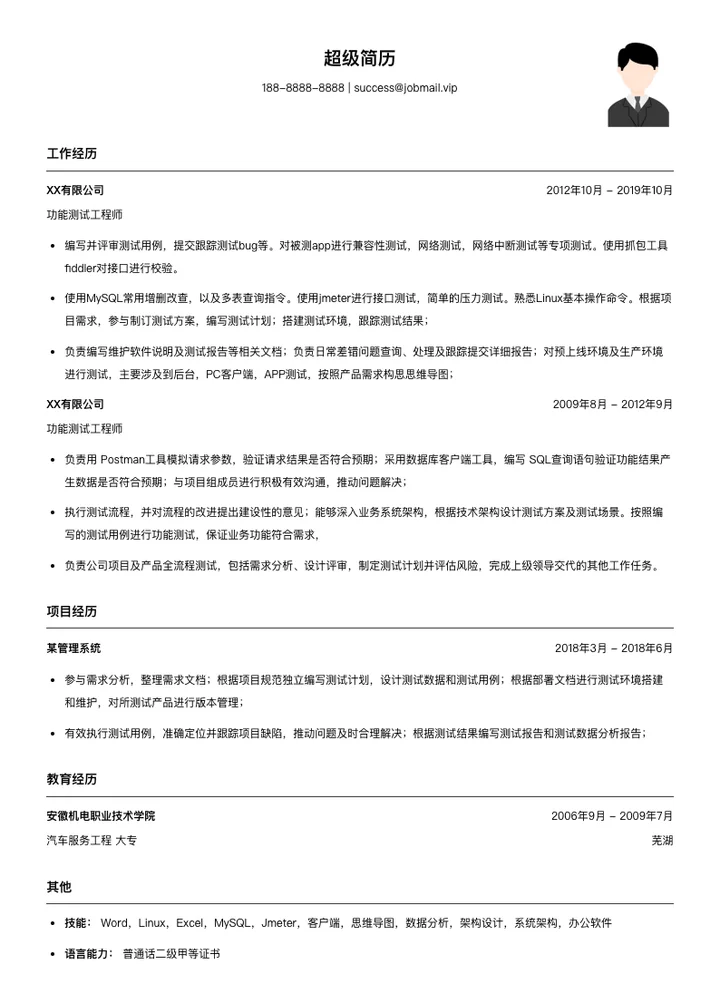 超级简历
188-8888-8888 | success@jobmail.vip
工作经历
XX有限公司 2012年10月 – 2019年10月
功能测试工程师
• 编写并评审测试用例，提交跟踪测试bug等。对被测app进行兼容性测试，网络测试，网络中断测试等专项测试。使用抓包工具
fiddler对接口进行校验。
• 使用MySQL常用增删改查，以及多表查询指令。使用jmeter进行接口测试，简单的压力测试。熟悉Linux基本操作命令。根据项
目需求，参与制订测试方案，编写测试计划；搭建测试环境，跟踪测试结果；
• 负责编写维护软件说明及测试报告等相关文档；负责日常差错问题查询、处理及跟踪提交详细报告；对预上线环境及生产环境
进行测试，主要涉及到后台，PC客户端，APP测试，按照产品需求构思思维导图；
XX有限公司 2009年8月 – 2012年9月
功能测试工程师
• 负责用 Postman工具模拟请求参数，验证请求结果是否符合预期；采用数据库客户端工具，编写 SQL查询语句验证功能结果产
生数据是否符合预期；与项目组成员进行积极有效沟通，推动问题解决；
• 执行测试流程，并对流程的改进提出建设性的意见；能够深入业务系统架构，根据技术架构设计测试方案及测试场景。按照编
写的测试用例进行功能测试，保证业务功能符合需求，
• 负责公司项目及产品全流程测试，包括需求分析、设计评审，制定测试计划并评估风险，完成上级领导交代的其他工作任务。
项目经历
某管理系统 2018年3月 – 2018年6月
• 参与需求分析，整理需求文档；根据项目规范独立编写测试计划，设计测试数据和测试用例；根据部署文档进行测试环境搭建
和维护，对所测试产品进行版本管理；
• 有效执行测试用例，准确定位并跟踪项目缺陷，推动问题及时合理解决；根据测试结果编写测试报告和测试数据分析报告；
教育经历
安徽机电职业技术学院 2006年9月 – 2009年7月
汽车服务工程 大专 芜湖
其他
• 技能： Word，Linux，Excel，MySQL，Jmeter，客户端，思维导图，数据分析，架构设计，系统架构，办公软件
• 语言能力： 普通话二级甲等证书